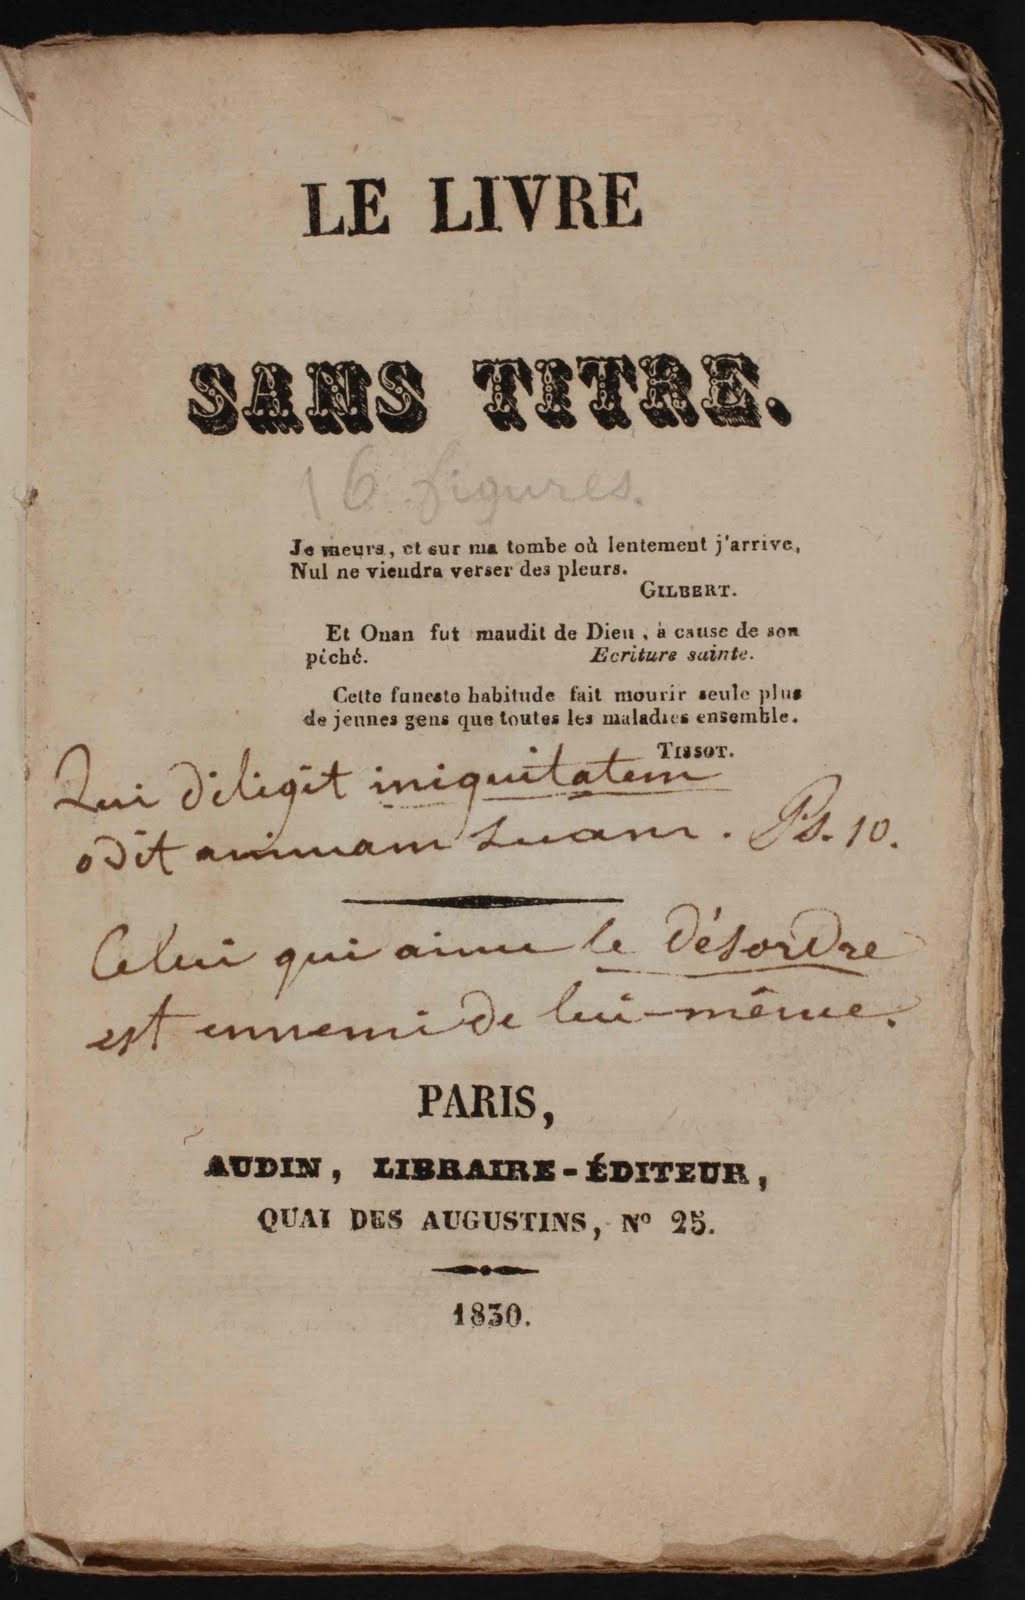 LE LIVRE
SANS TITRE.
16 figures.
Je meurs, et sur ma tombe où lentement j'arrive,
Nul ne viendra verser des pleurs.
GILBERT.
Et Onan fut maudit de Dieu, à cause de son
péché. Ecriture sainte.
Cette funeste habitude fait mourir seule plus
de jeunes gens que toutes les maladies ensemble.
TISSOT.
Qui diligit iniquitatem
odit animam suam. Ps. 10.
Celui qui aime le désordre
est ennemi de lui-même.
PARIS,
AUDIN, LIBRAIRE-ÉDITEUR,
QUAI DES AUGUSTINS, Nº 25.
1830.